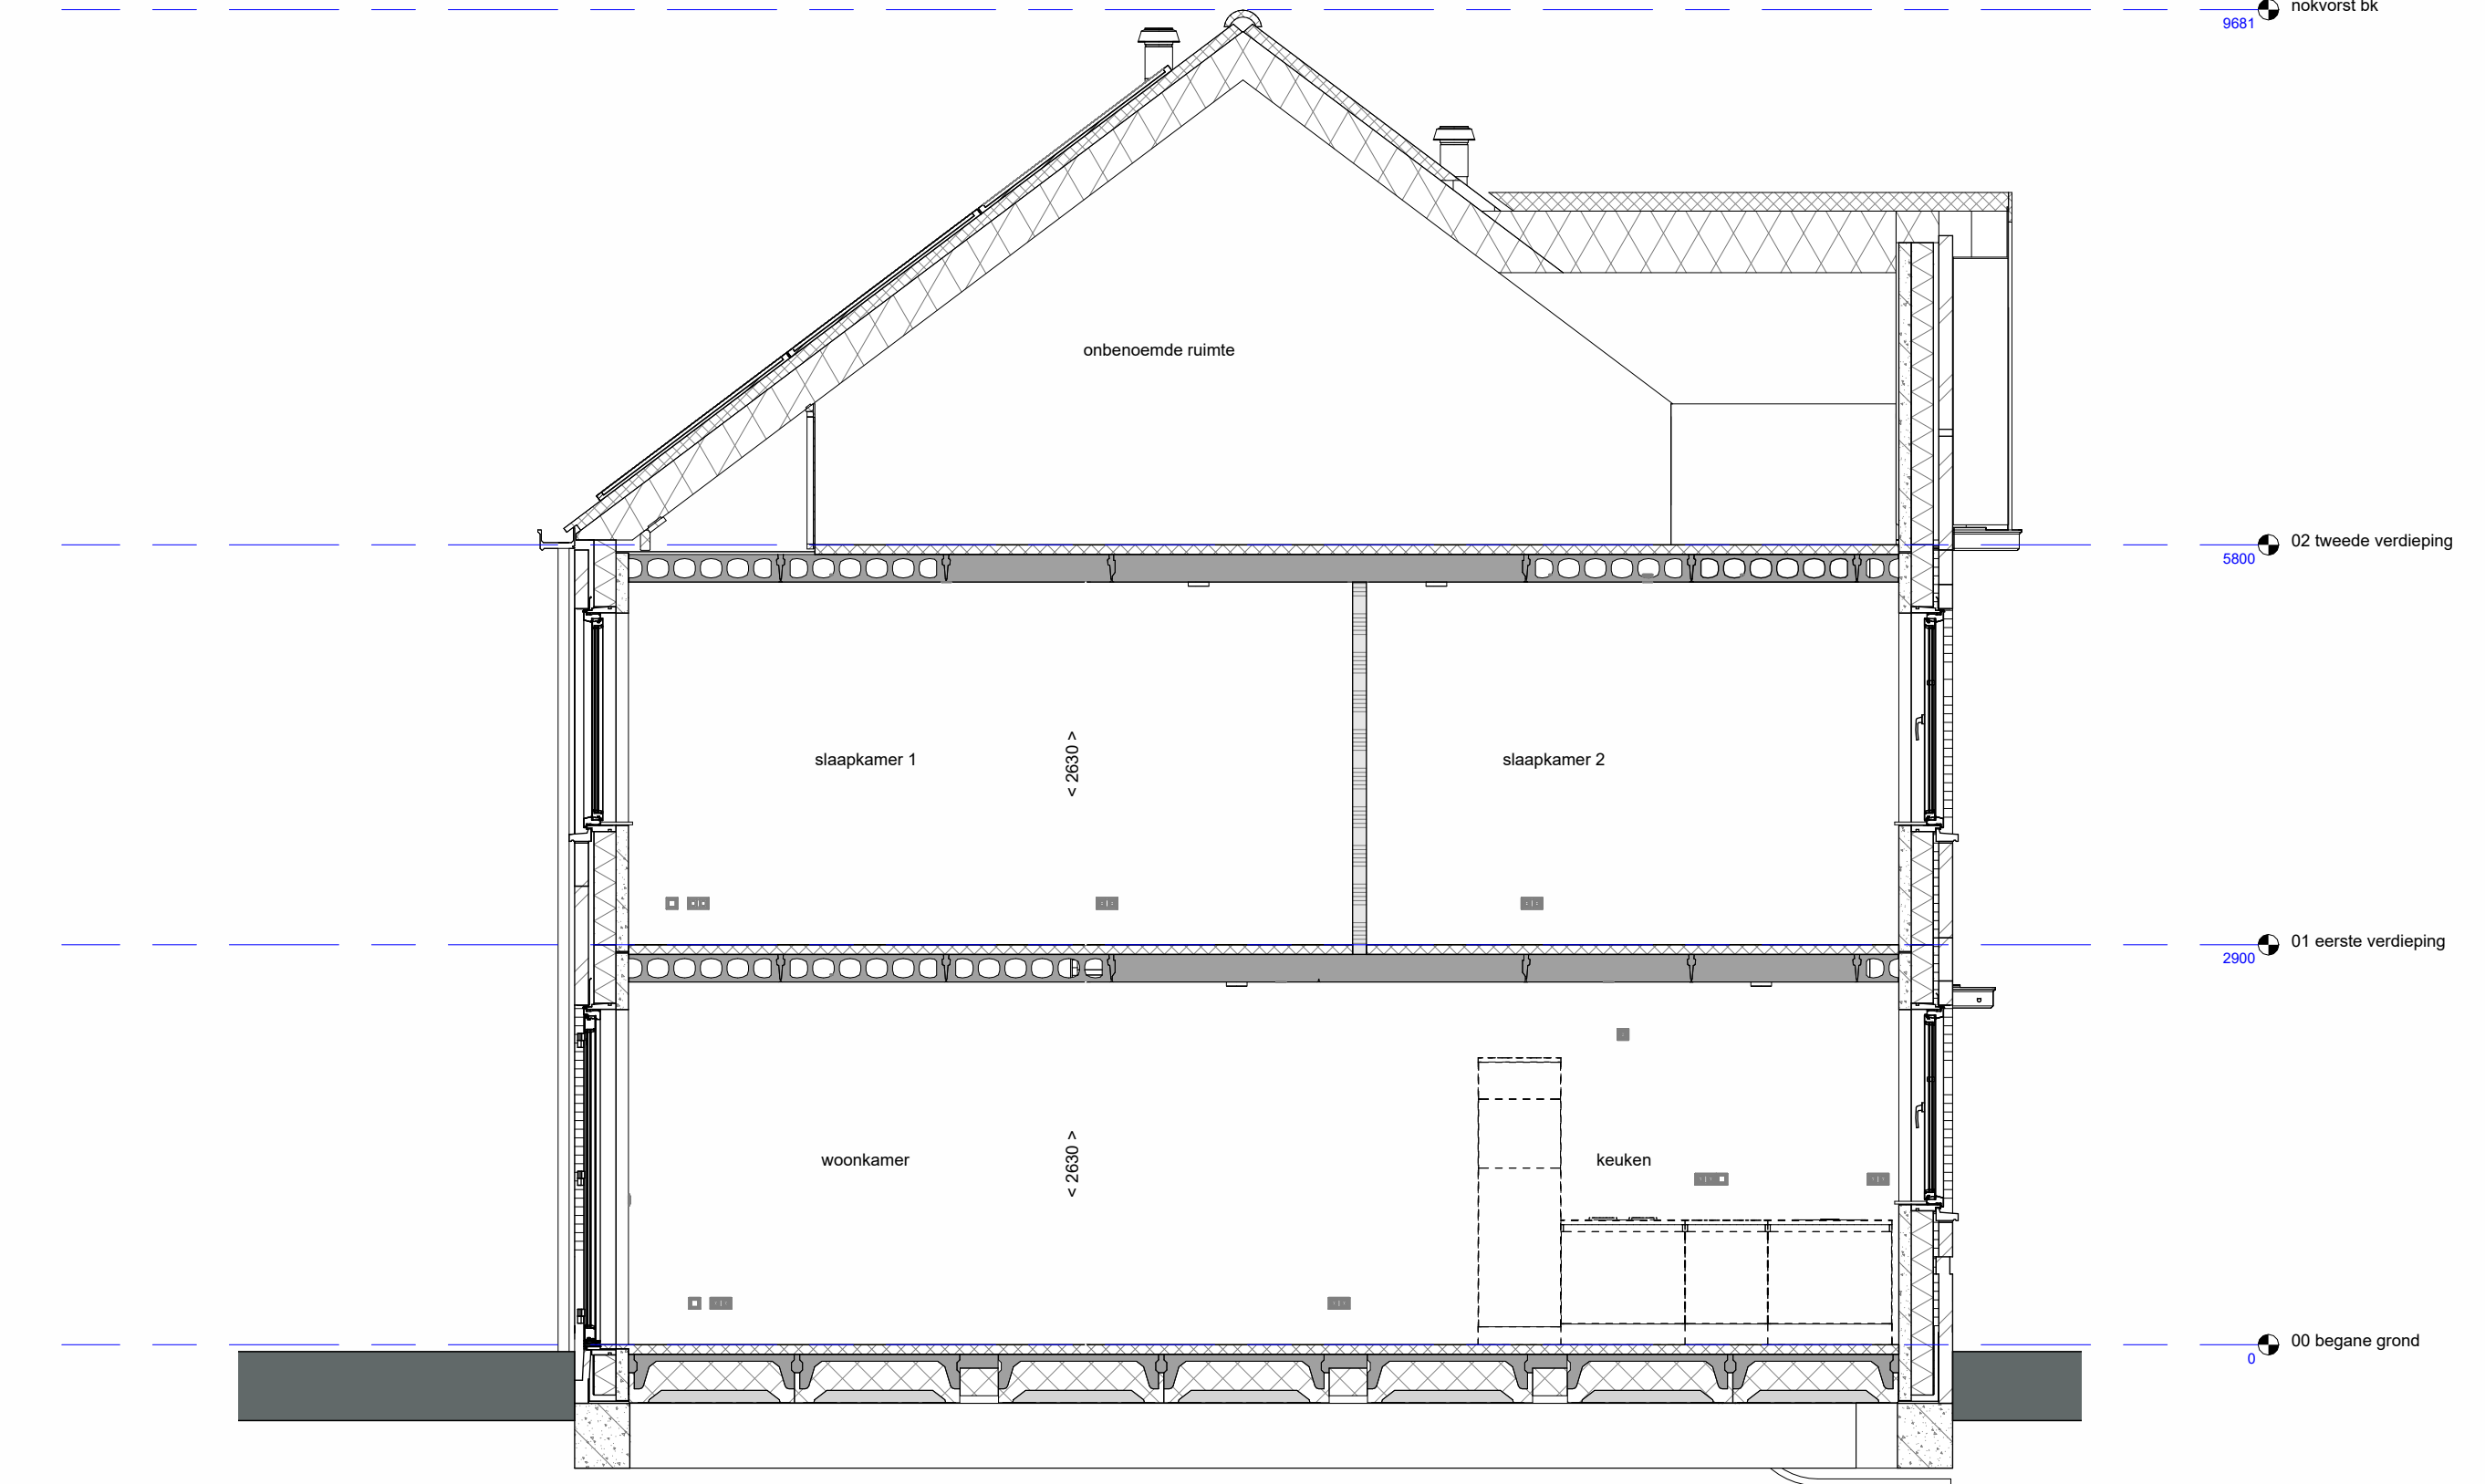 nokvorst bk
9681
onbenoemde ruimte
02 tweede verdieping
5800
slaapkamer 1
< 2630 >
slaapkamer 2
01 eerste verdieping
2900
woonkamer
< 2630 >
keuken
00 begane grond
0